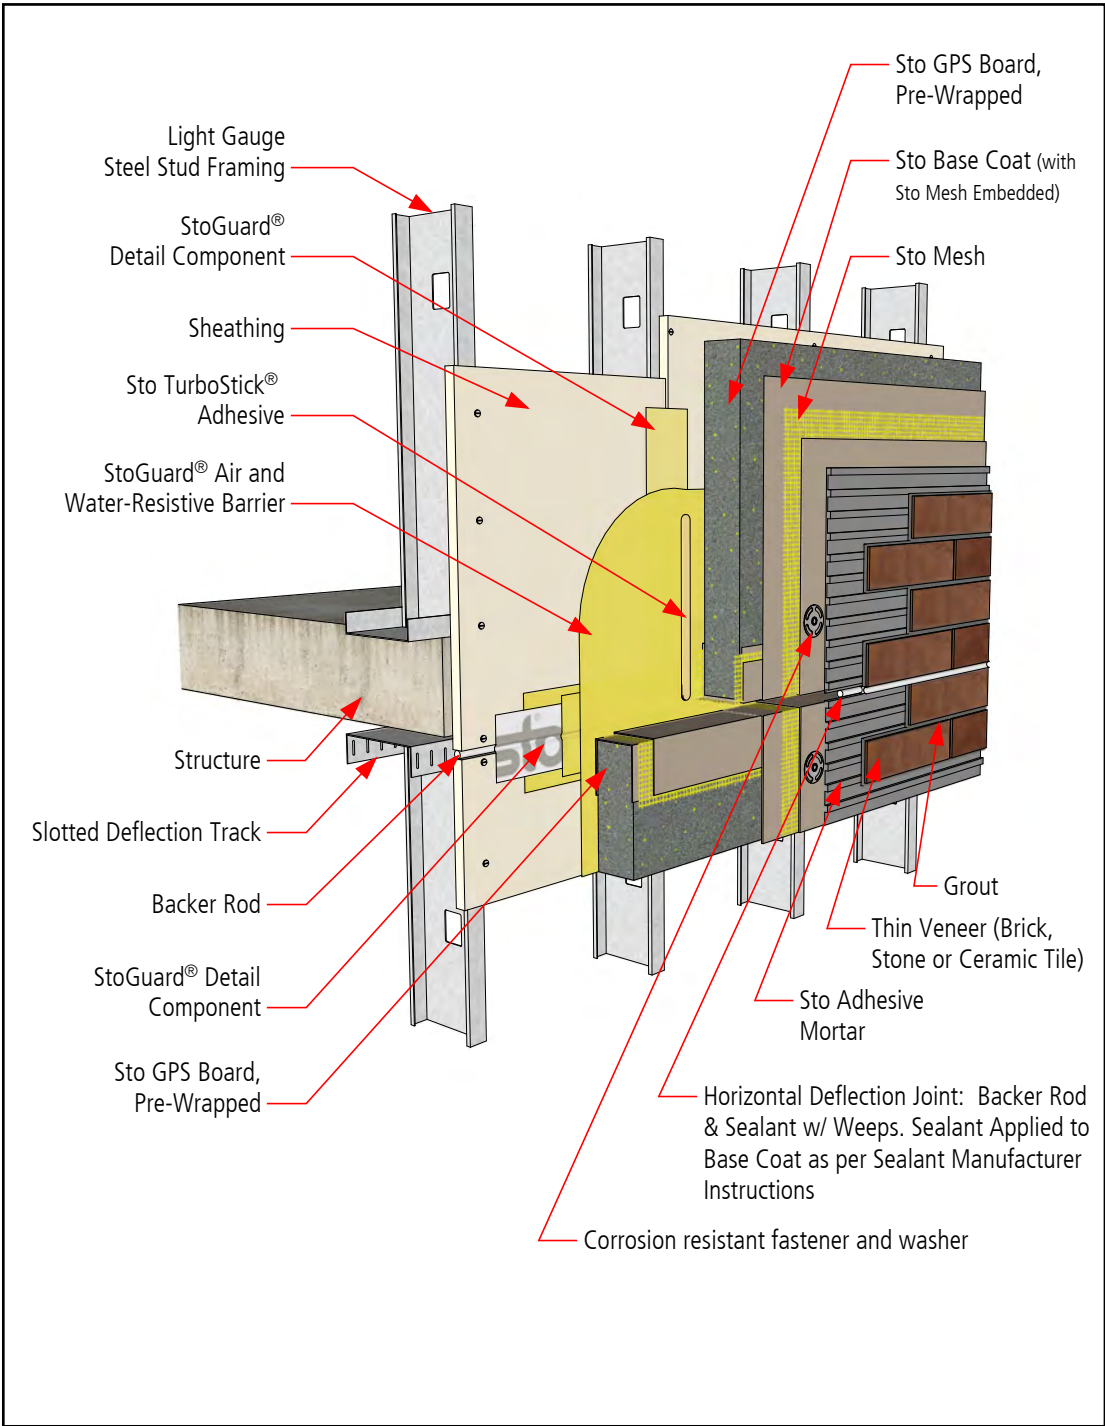 Light Gauge
Steel Stud Framing
StoGuard®
Detail Component
Sheathing
Sto TurboStick®
Adhesive
StoGuard® Air and
Water-Resistive Barrier
Structure
Slotted Deflection Track
Backer Rod
StoGuard® Detail
Component
Sto GPS Board,
Pre-Wrapped
Sto GPS Board,
Pre-Wrapped
Sto Base Coat (with
Sto Mesh Embedded)
Sto Mesh
sto
Grout
Thin Veneer (Brick,
Stone or Ceramic Tile)
Sto Adhesive
Mortar
Horizontal Deflection Joint: Backer Rod
& Sealant w/ Weeps. Sealant Applied to
Base Coat as per Sealant Manufacturer
Instructions
Corrosion resistant fastener and washer